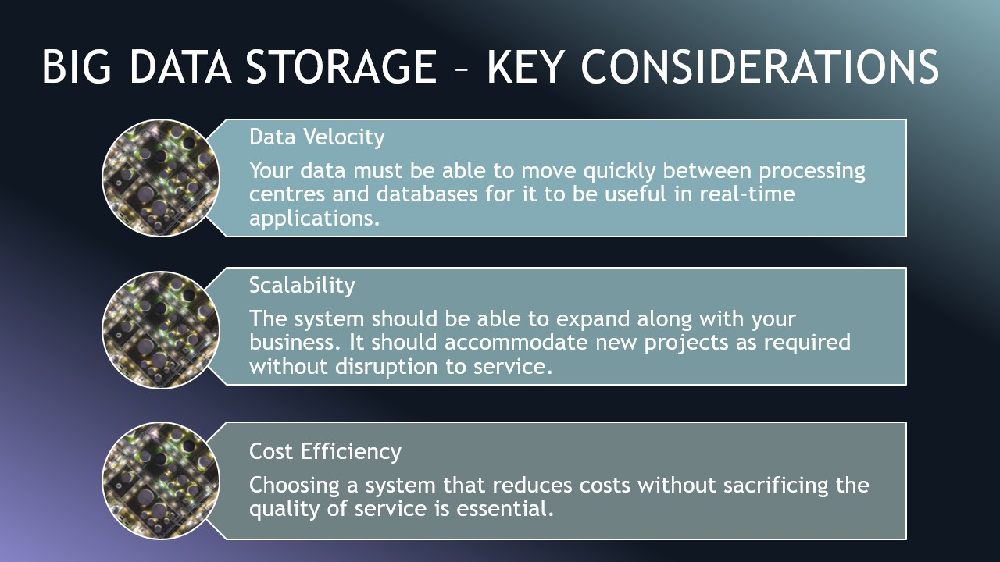 BIG DATA STORAGE – KEY CONSIDERATIONS
Data Velocity
Your data must be able to move quickly between processing
centres and databases for it to be useful in real-time
applications.
Scalability
The system should be able to expand along with your
business. It should accommodate new projects as required
without disruption to service.
Cost Efficiency
Choosing a system that reduces costs without sacrificing the
quality of service is essential.